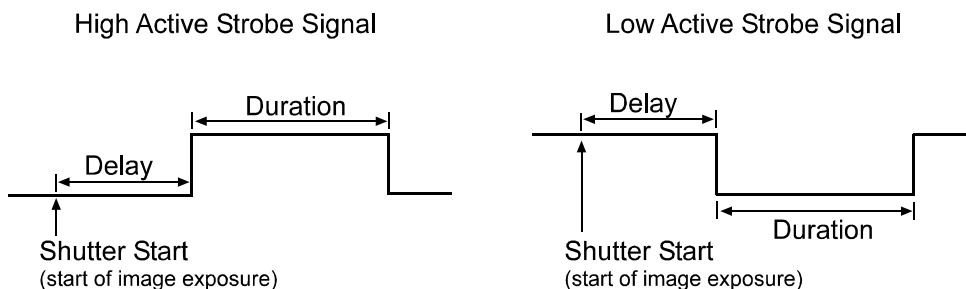 High Active Strobe Signal
Duration
Delay
Shutter Start
(start of image exposure)
Low Active Strobe Signal
Delay
Duration
Shutter Start
(start of image exposure)